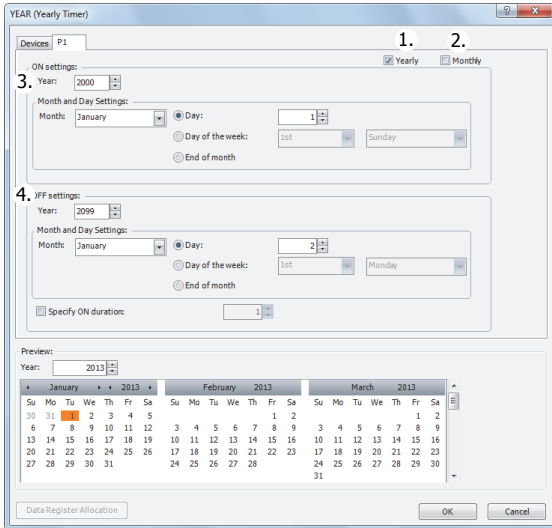 YEAR (Yearly Timer)
Devices P1
1. 2.
Yearly Monthly
ON settings:
3. Year: 2000
Month and Day Settings:
Month: January Day: 1
Day of the week: 1st Sunday
End of month
4. OFF settings:
Year: 2099
Month and Day Settings:
Month: January Day: 2
Day of the week: 1st Monday
End of month
Specify ON duration: 1
Preview:
Year: 2013
January 2013 February 2013 March 2013
Su Mo Tu We Th Fr Sa Su Mo Tu We Th Fr Sa Su Mo Tu We Th Fr Sa
30 31 1 2 3 4 5 1 2 1 2
6 7 8 9 10 11 12 3 4 5 6 7 8 9 3 4 5 6 7 8 9
13 14 15 16 17 18 19 10 11 12 13 14 15 16 10 11 12 13 14 15 16
20 21 22 23 24 25 26 17 18 19 20 21 22 23 17 18 19 20 21 22 23
27 28 29 30 31 24 25 26 27 28 24 25 26 27 28 29 30
31
Data Register Allocation OK Cancel